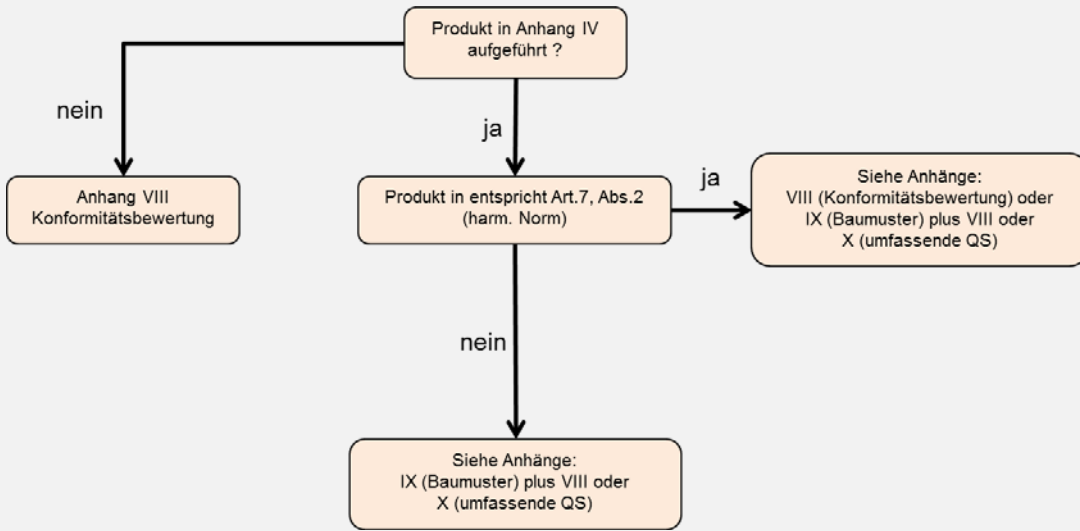 Produkt in Anhang IV
aufgeführt ?
nein
ja
Anhang VIII
Konformitätsbewertung
Produkt in entspricht Art.7, Abs.2
(harm. Norm)
ja
Siehe Anhänge:
VIII (Konformitätsbewertung) oder
IX (Baumuster) plus VIII oder
X (umfassende QS)
nein
Siehe Anhänge:
IX (Baumuster) plus VIII oder
X (umfassende QS)